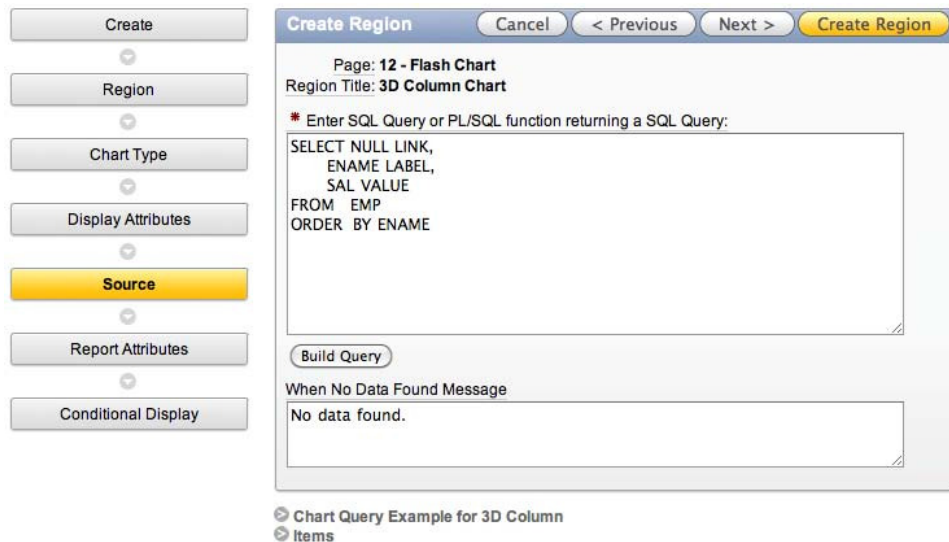 Create
Region
Chart Type
Display Attributes
Source
Report Attributes
Conditional Display
Create Region
Cancel
< Previous
Next >
Create Region
Page: 12 - Flash Chart
Region Title: 3D Column Chart
* Enter SQL Query or PL/SQL function returning a SQL Query:
SELECT NULL LINK,
ENAME LABEL,
SAL VALUE
FROM EMP
ORDER BY ENAME
Build Query
When No Data Found Message
No data found.
Chart Query Example for 3D Column
Items